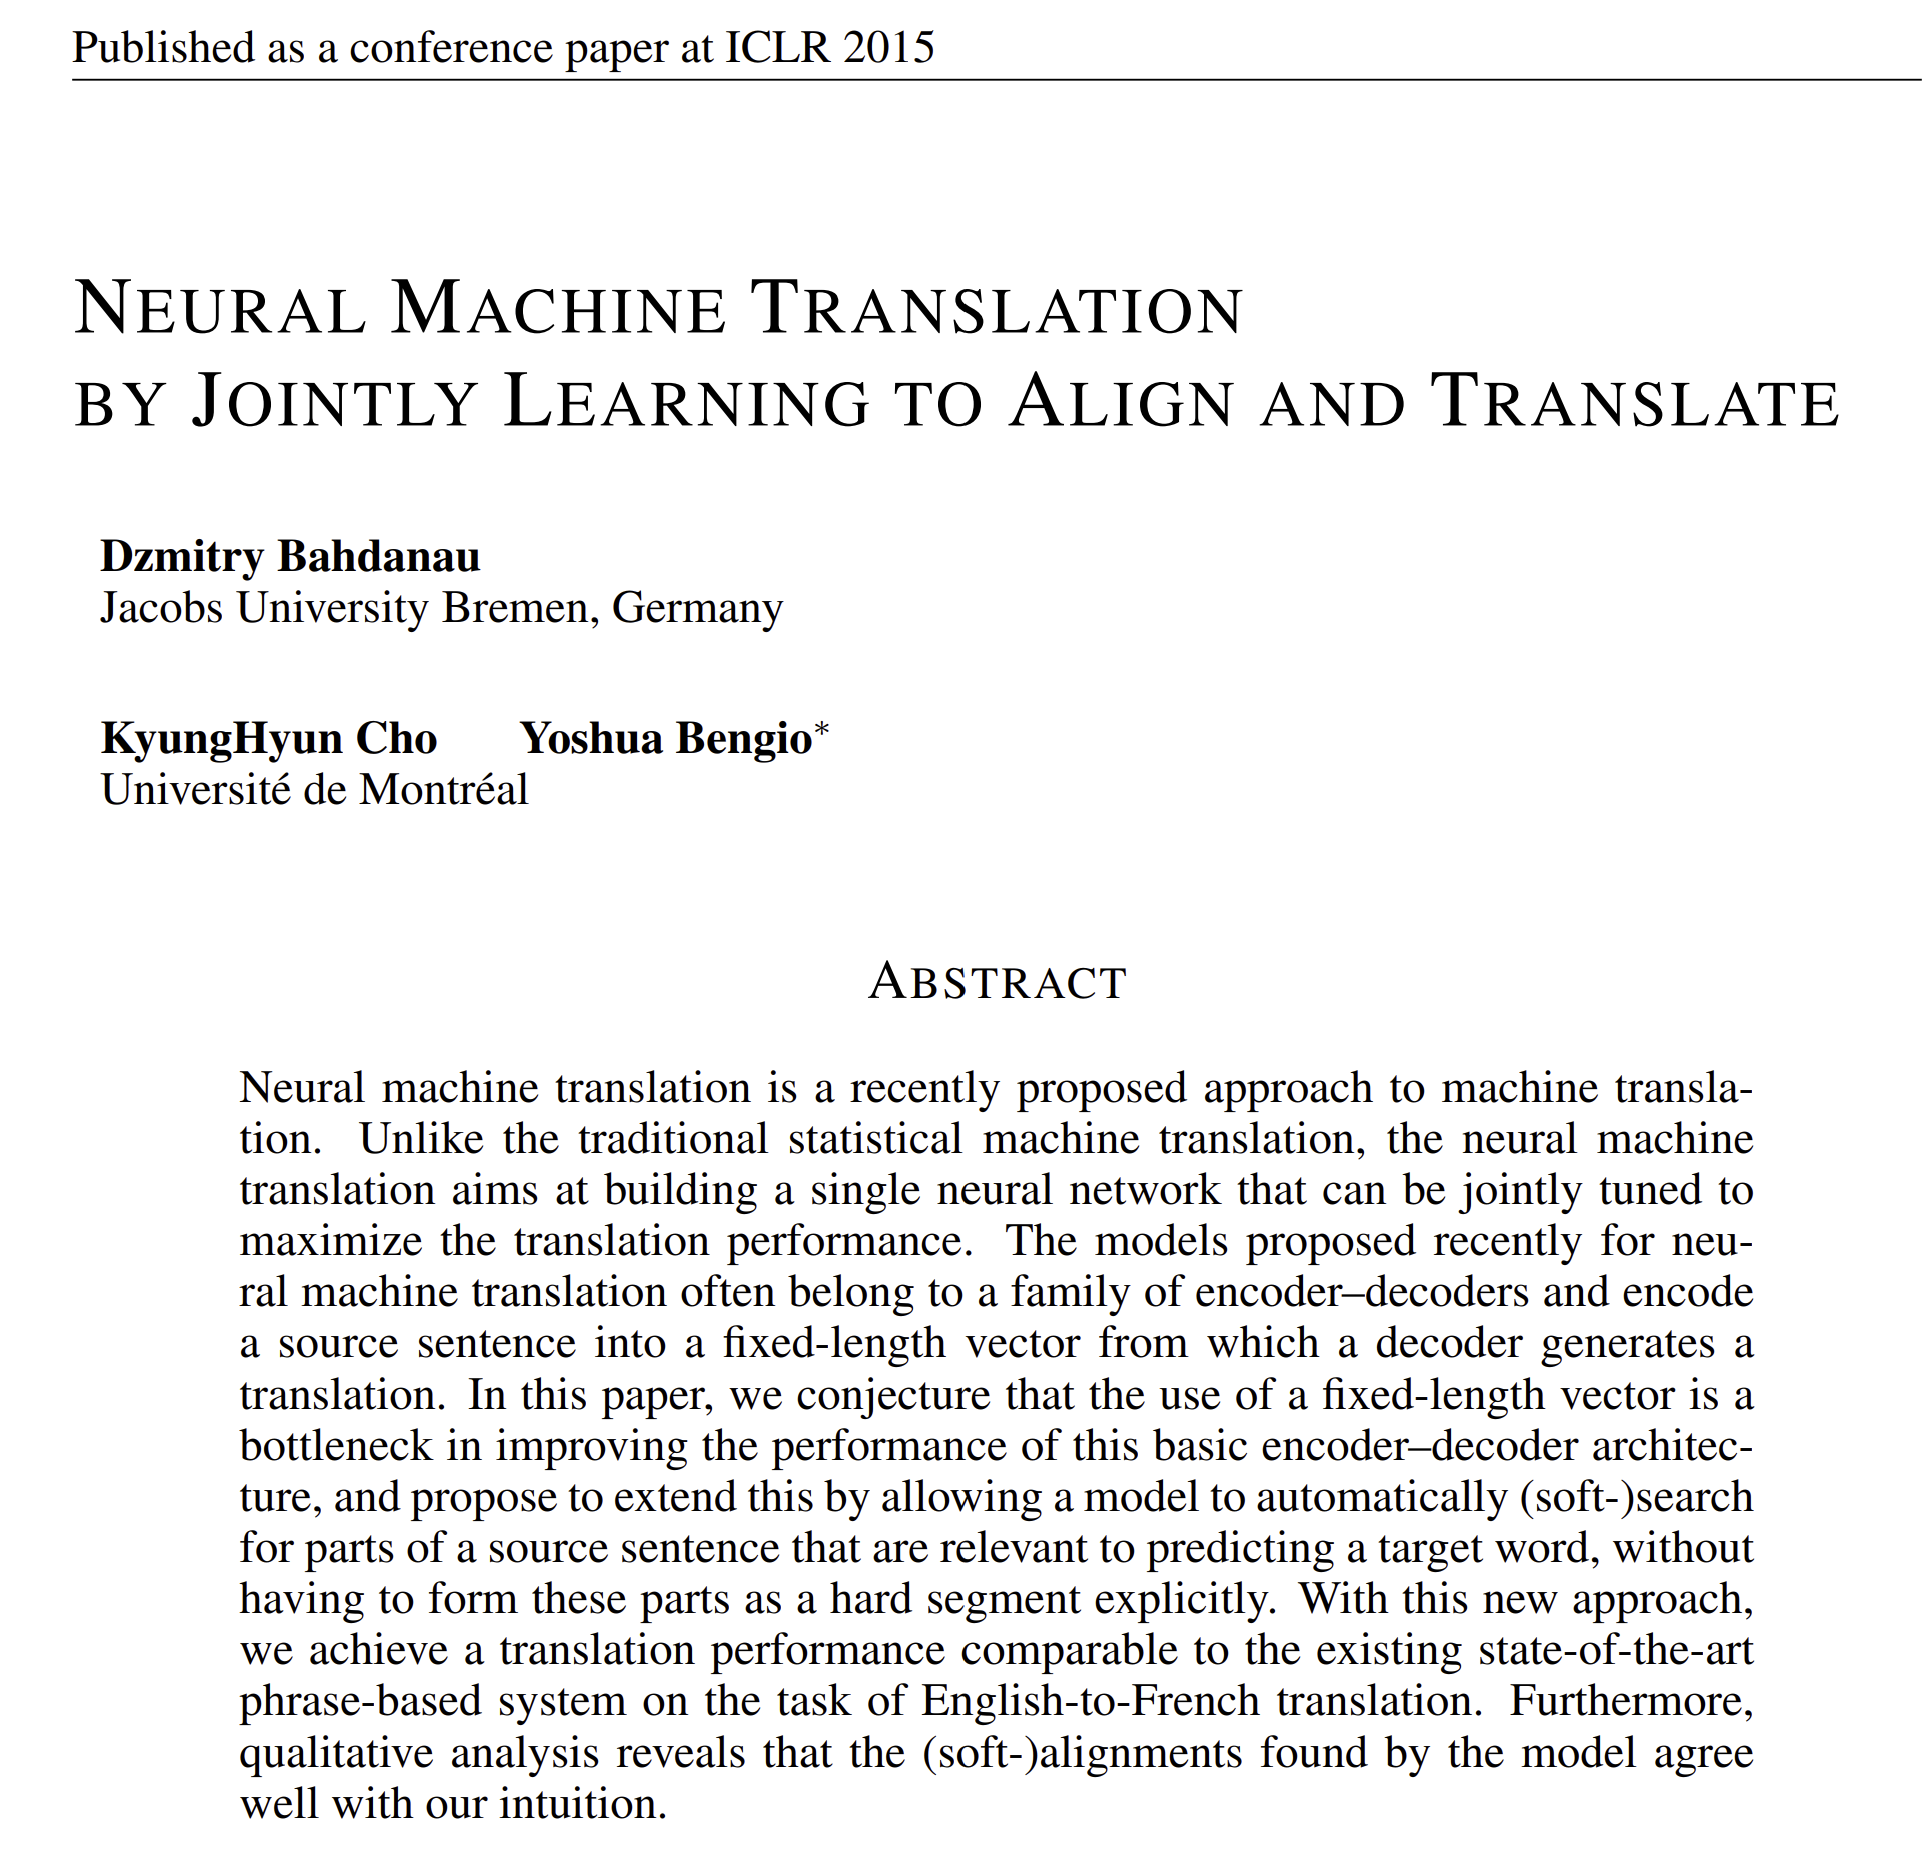 Published as a conference paper at ICLR 2015
NEURAL MACHINE TRANSLATION
BY JOINTLY LEARNING TO ALIGN AND TRANSLATE
Dzmitry Bahdanau
Jacobs University Bremen, Germany
KyungHyun Cho Yoshua Bengio*
Université de Montréal
ABSTRACT
Neural machine translation is a recently proposed approach to machine transla-
tion. Unlike the traditional statistical machine translation, the neural machine
translation aims at building a single neural network that can be jointly tuned to
maximize the translation performance. The models proposed recently for neu-
ral machine translation often belong to a family of encoder–decoders and encode
a source sentence into a fixed-length vector from which a decoder generates a
translation. In this paper, we conjecture that the use of a fixed-length vector is a
bottleneck in improving the performance of this basic encoder–decoder architec-
ture, and propose to extend this by allowing a model to automatically (soft-)search
for parts of a source sentence that are relevant to predicting a target word, without
having to form these parts as a hard segment explicitly. With this new approach,
we achieve a translation performance comparable to the existing state-of-the-art
phrase-based system on the task of English-to-French translation. Furthermore,
qualitative analysis reveals that the (soft-)alignments found by the model agree
well with our intuition.